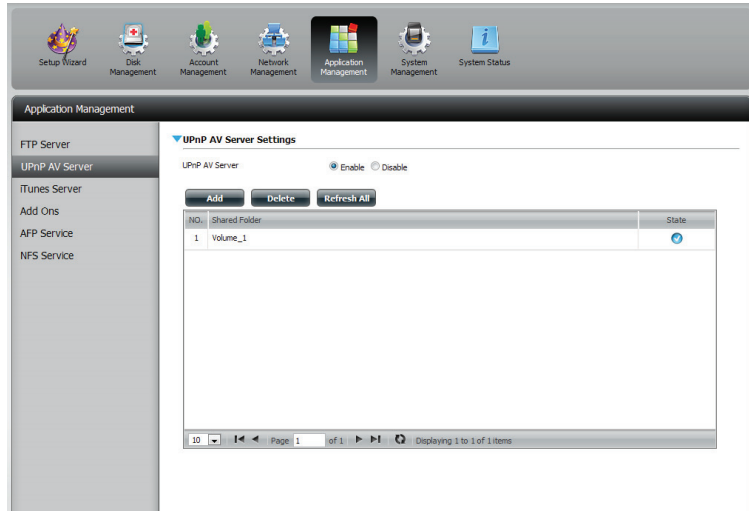 Setup Wizard
Disk Management
Account Management
Network Management
Application Management
System Management
System Status
Application Management
FTP Server
UPnP AV Server
iTunes Server
Add Ons
AFP Service
NFS Service
UPnP AV Server Settings
UPnP AV Server Enable Disable
Add Delete Refresh All
NO. Shared Folder State
1 Volume_1
10 Page 1 of 1 Displaying 1 to 1 of 1 items